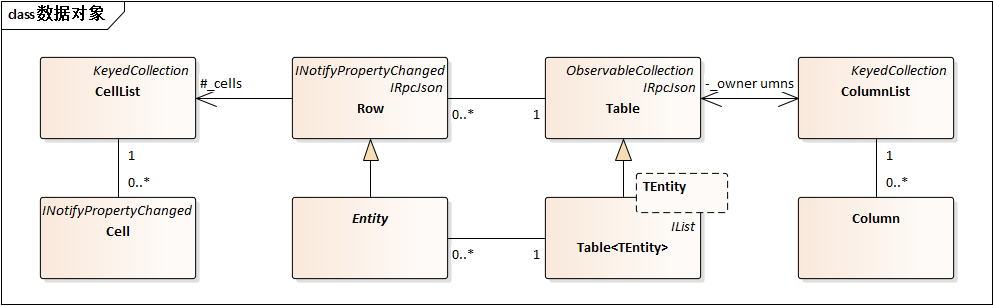 class 数据对象
KeyedCollection
CellList
#_cells
INotifyPropertyChanged
IRpcJson
Row
0..*
1
ObservableCollection
IRpcJson
Table
-_owner umns
KeyedCollection
ColumnList
1
0..*
INotifyPropertyChanged
Cell
Entity
0..*
1
TEntity
IList
Table<TEntity>
1
0..*
Column